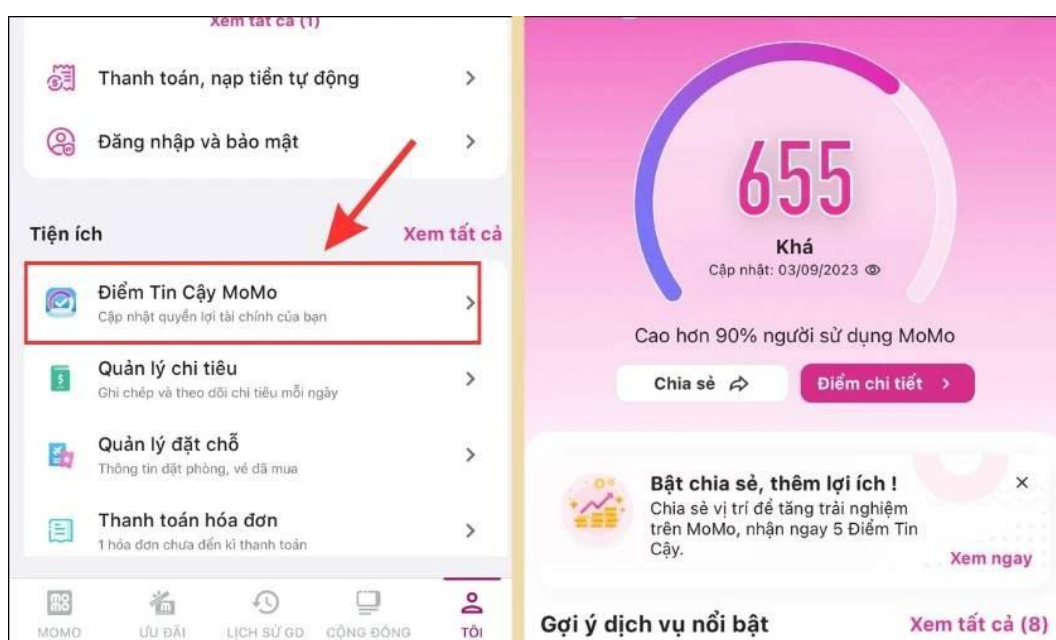 Xem tất cả (1)
Thanh toán, nạp tiền tự động
Đăng nhập và bảo mật
Tiện ích
Xem tất cả
Điểm Tin Cậy MoMo
Cập nhật quyền lợi tài chính của bạn
Quản lý chi tiêu
Ghi chép và theo dõi chi tiêu mỗi ngày
Quản lý đặt chỗ
Thông tin đặt phòng, vé đã mua
Thanh toán hóa đơn
1 hóa đơn chưa đến kì thanh toán
MOMO
ƯU ĐÃI
LỊCH SỬ GD
CỘNG ĐỒNG
TÔI
655
Khá
Cập nhật: 03/09/2023
Cao hơn 90% người sử dụng MoMo
Chia sẻ
Điểm chi tiết
Bật chia sẻ, thêm lợi ích !
Chia sẻ vị trí để tăng trải nghiệm
trên MoMo, nhận ngay 5 Điểm Tin
Cậy.
Xem ngay
Gợi ý dịch vụ nổi bật
Xem tất cả (8)